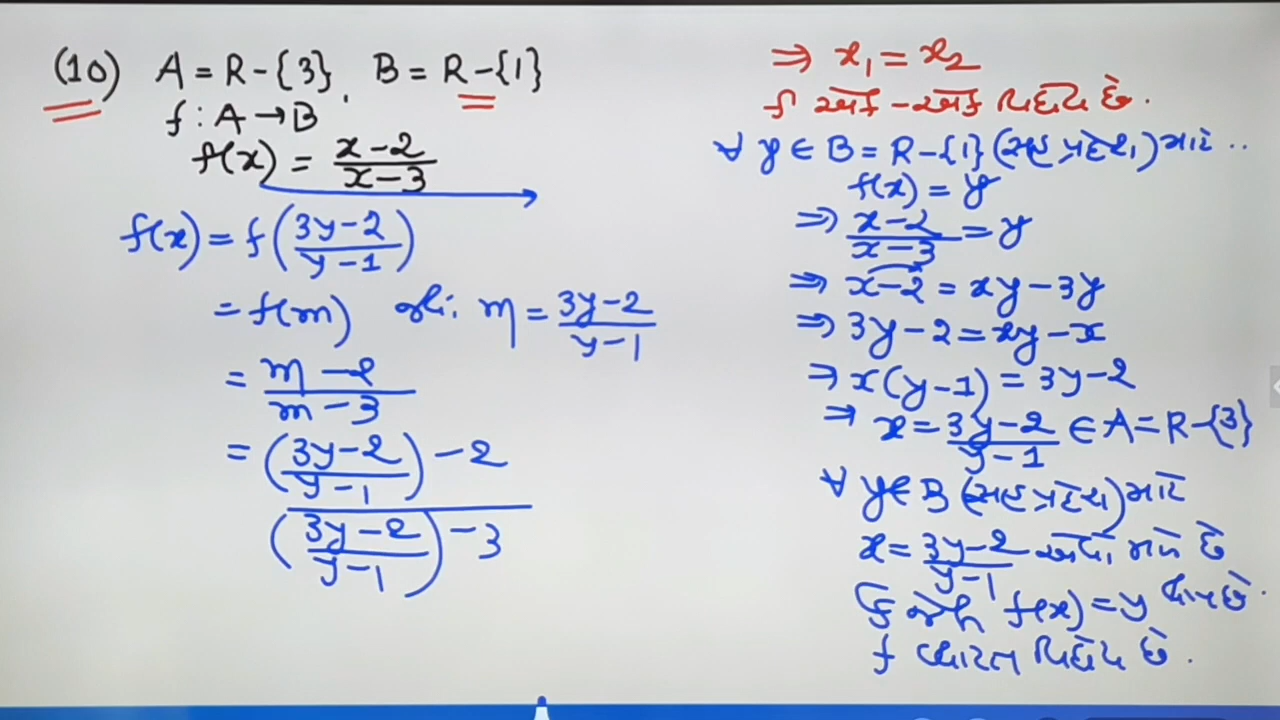 (10) A = R - {3}, B = R - {1}
f : A → B
f(x) = x - 2 / x - 3
f(x) = f(3y - 2 / y - 1)
= f(m) જ્યાં m = 3y - 2 / y - 1
= m - 2 / m - 3
= (3y - 2 / y - 1) - 2 / (3y - 2 / y - 1) - 3
⇒ x₁ = x₂
f એક-એક વિધેય છે.
∀ y ∈ B = R - {1} (સહપ્રદેશ) માટે ..
f(x) = y
⇒ x - 2 / x - 3 = y
⇒ x - 2 = xy - 3y
⇒ 3y - 2 = xy - x
⇒ x(y - 1) = 3y - 2
⇒ x = 3y - 2 / y - 1 ∈ A = R - {3}
∀ y ∈ B (સહપ્રદેશ) માટે
x = 3y - 2 / y - 1 એવો મળે છે
કે જેથી f(x) = y થાય છે.
f વ્યાપ્ત વિધેય છે.